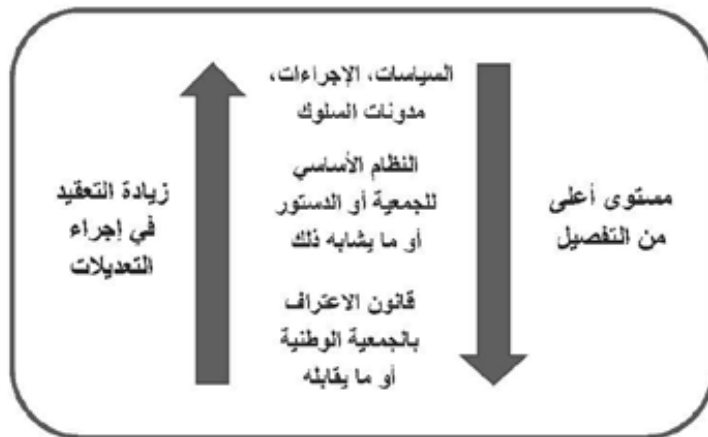 السياسات، الإجراءات،
مدونات السلوك
النظام الأساسي
للجمعية أو الدستور
أو ما يشابه ذلك
قانون الاعتراف
بالجمعية الوطنية
أو ما يقابله
مستوى أعلى
من التفصيل
زيادة التعقيد
في إجراء
التعديلات